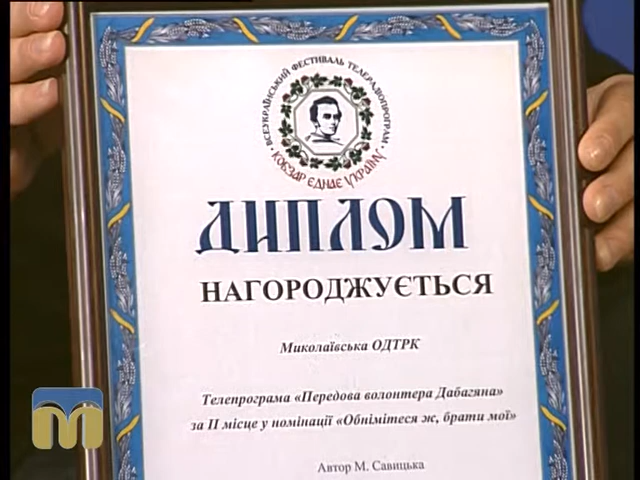 ВСЕУКРАЇНСЬКИЙ ФЕСТИВАЛЬ ТЕЛЕРАДІОПРОГРАМ
КОБЗАР ЄДНАЄ УКРАЇНУ
ДИПЛОМ
НАГОРОДЖУЄТЬСЯ
Миколаївська ОДТРК
Телепрограма «Передова волонтера Дабагяна»
за ІІ місце у номінації «Обнімітеся ж, брати мої»
Автор М. Савицька
М